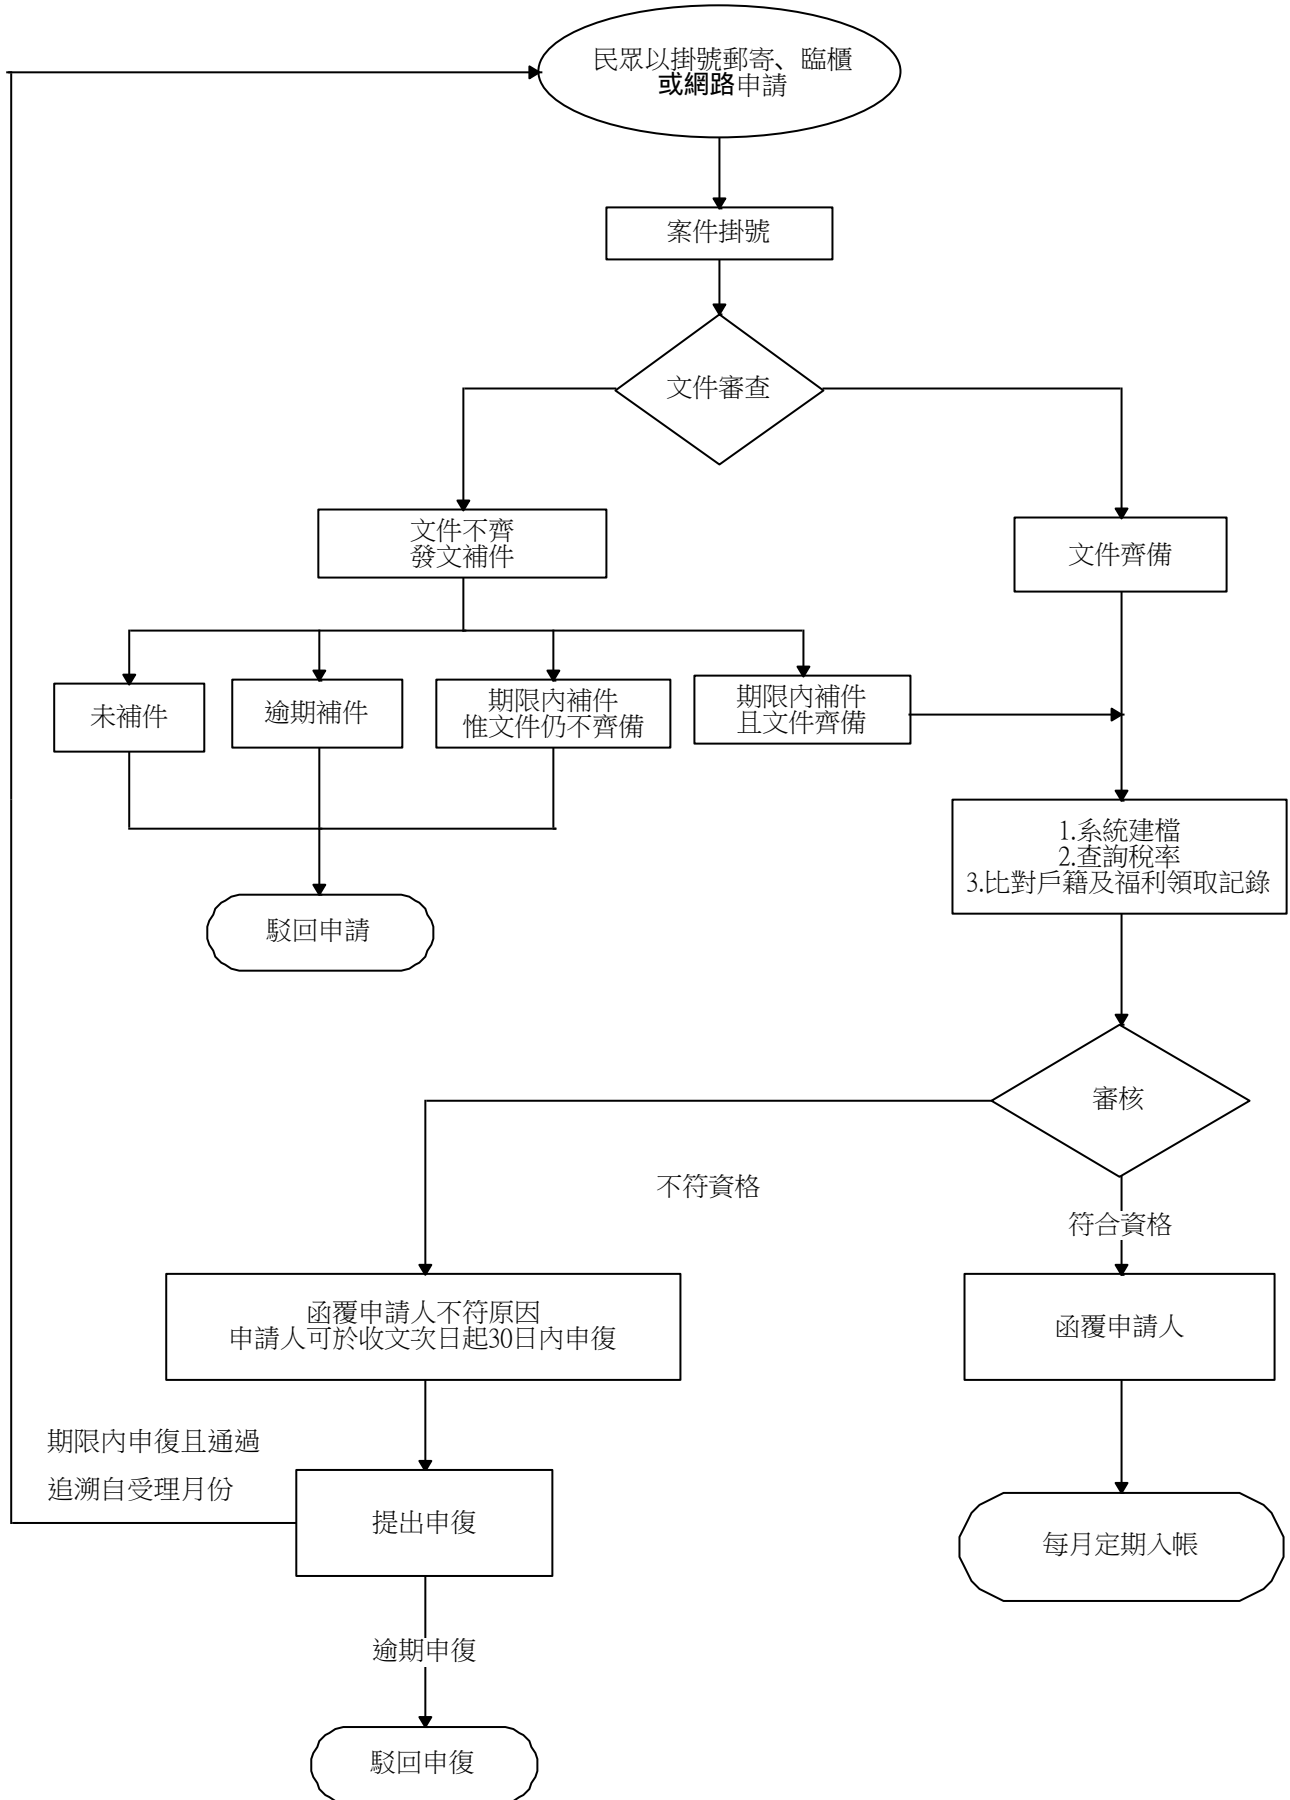 民眾以掛號郵寄、臨櫃
或網路申請
案件掛號
文件審查
文件不齊
發文補件
文件齊備
未補件
逾期補件
期限內補件
惟文件仍不齊備
期限內補件
且文件齊備
1.系統建檔
2.查詢稅率
3.比對戶籍及福利領取記錄
駁回申請
審核
不符資格
符合資格
函覆申請人不符原因
申請人可於收文次日起30日內申復
函覆申請人
期限內申復且通過
追溯自受理月份
提出申復
每月定期入帳
逾期申復
駁回申復